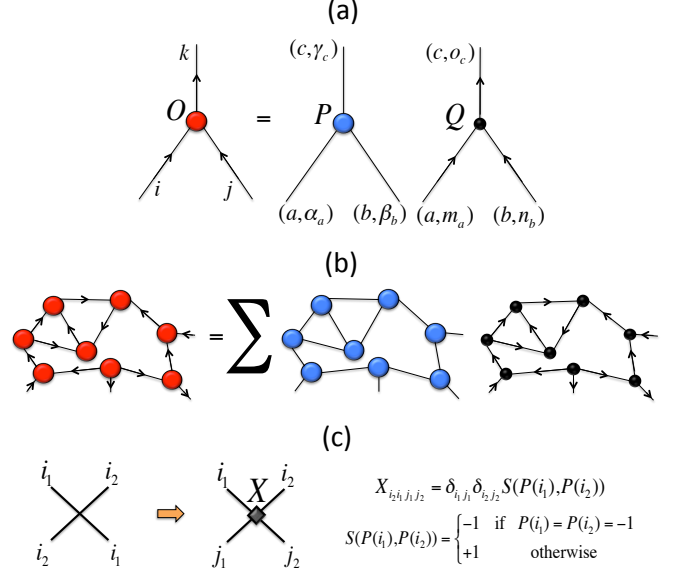 (a)
k (c,γ_c) (c,o_c)
O = P Q
i j (a,α_a) (b,β_b) (a,m_a) (b,n_b)
(b)
= ∑
(c)
i_1 i_2 i_1 X i_2
i_2 i_1 j_1 j_2
X_{i_2 i_1 j_1 j_2} = δ_{i_1 j_1} δ_{i_2 j_2} S(P(i_1),P(i_2))
S(P(i_1),P(i_2)) = { −1 if P(i_1) = P(i_2) = −1
+1 otherwise